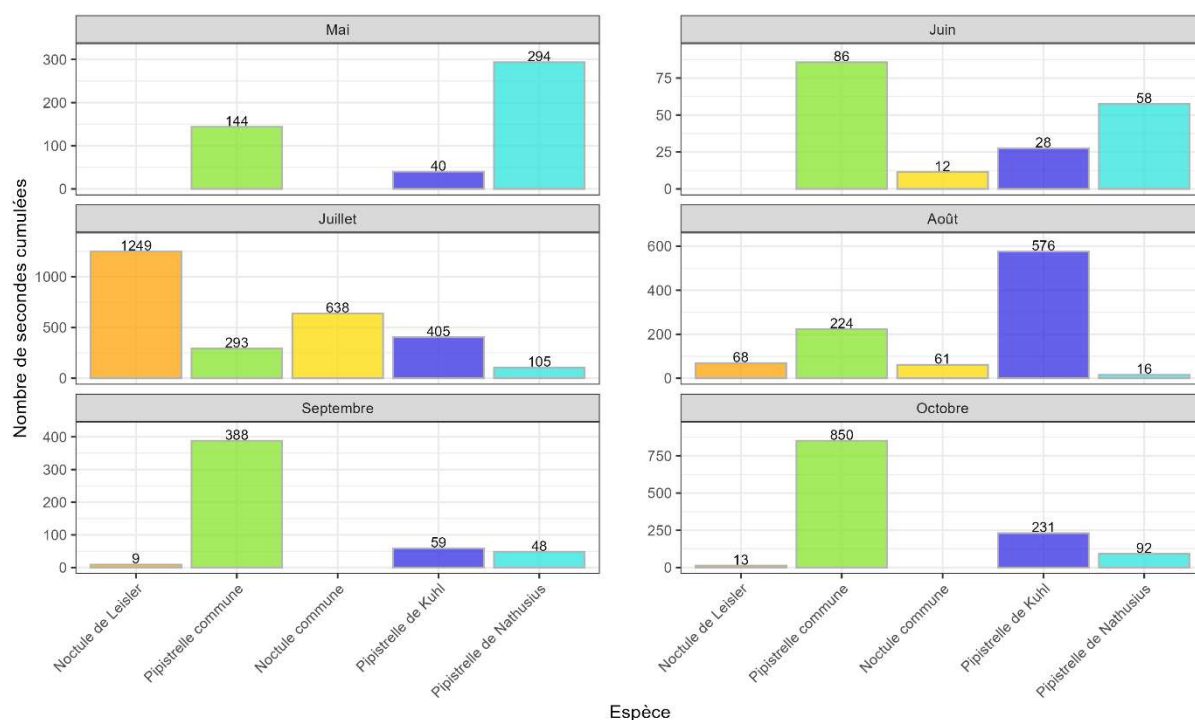 Mai
300
200
100
0
144
40
294
Juin
75
50
25
0
86
12
28
58
Juillet
1000
500
0
1249
293
638
405
105
Août
600
400
200
0
68
224
61
576
16
Septembre
400
300
200
100
0
9
388
59
48
Octobre
750
500
250
0
13
850
231
92
Nombre de secondes cumulées
Noctule de Leisler
Pipistrelle commune
Noctule commune
Pipistrelle de Kuhl
Pipistrelle de Nathusius
Noctule de Leisler
Pipistrelle commune
Noctule commune
Pipistrelle de Kuhl
Pipistrelle de Nathusius
Espèce